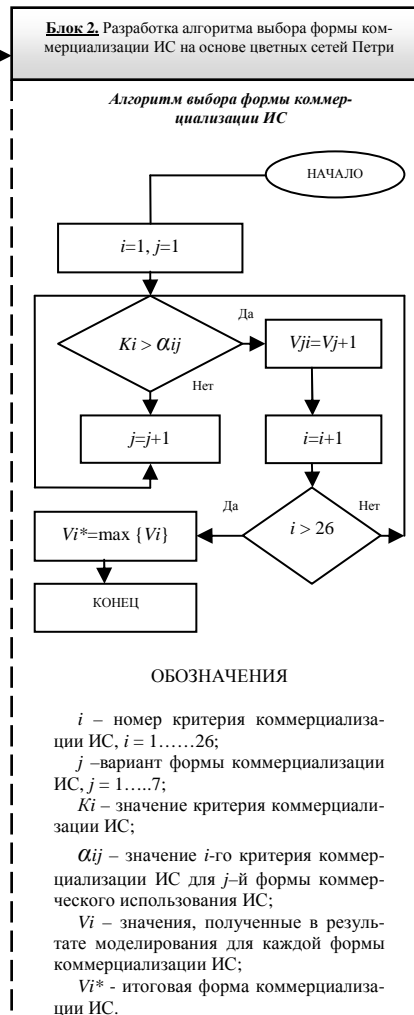 Блок 2. Разработка алгоритма выбора формы ком-
мерциализации ИС на основе цветных сетей Петри
Алгоритм выбора формы коммер-
циализации ИС
НАЧАЛО
i=1, j=1
Ki > αij
Да
Vji=Vj+1
Нет
j=j+1
i=i+1
i > 26
Да
Нет
Vi*=max {Vi}
КОНЕЦ
ОБОЗНАЧЕНИЯ
i – номер критерия коммерциализа-
ции ИС, i = 1……26;
j –вариант формы коммерциализации
ИС, j = 1…..7;
Ki – значение критерия коммерциали-
зации ИС;
αij – значение i-го критерия коммер-
циализации ИС для j–й формы коммер-
ческого использования ИС;
Vi – значения, полученные в резуль-
тате моделирования для каждой формы
коммерциализации ИС;
Vi* - итоговая форма коммерциализа-
ции ИС.